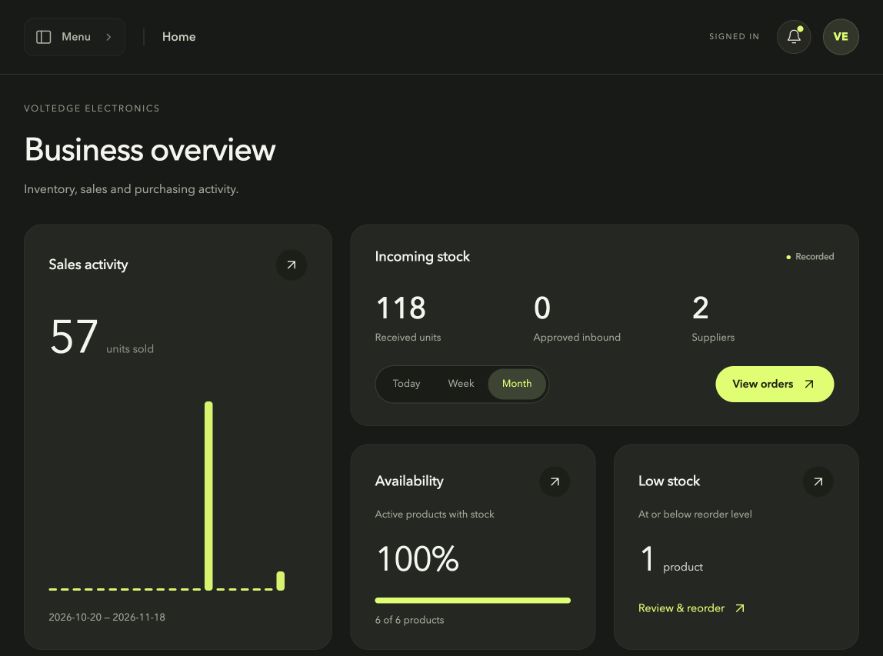 Menu
Home
SIGNED IN
VE
VOLTEDGE ELECTRONICS
Business overview
Inventory, sales and purchasing activity.
Sales activity
57 units sold
2026-10-20 – 2026-11-18
Incoming stock
Recorded
118
Received units
0
Approved inbound
2
Suppliers
Today
Week
Month
View orders
Availability
Active products with stock
100%
6 of 6 products
Low stock
At or below reorder level
1 product
Review & reorder